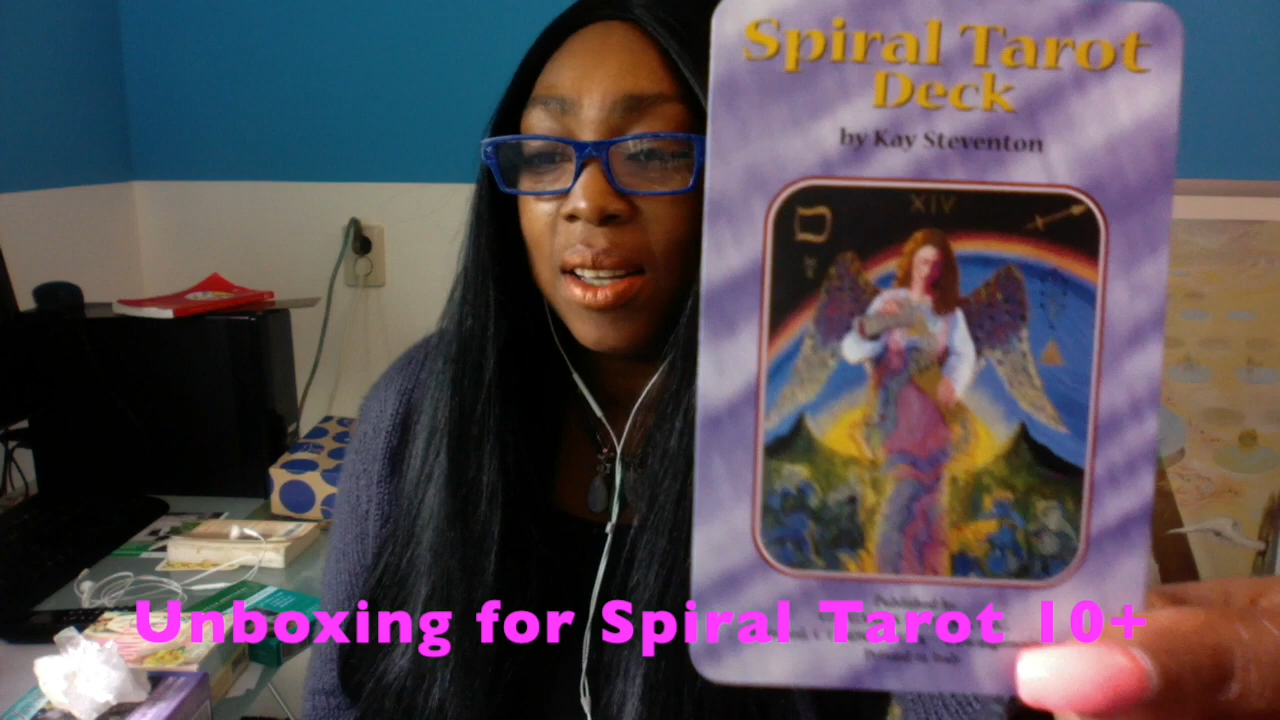 Spiral Tarot
Deck
by Kay Steventon
XIV
Unboxing for Spiral Tarot 10+